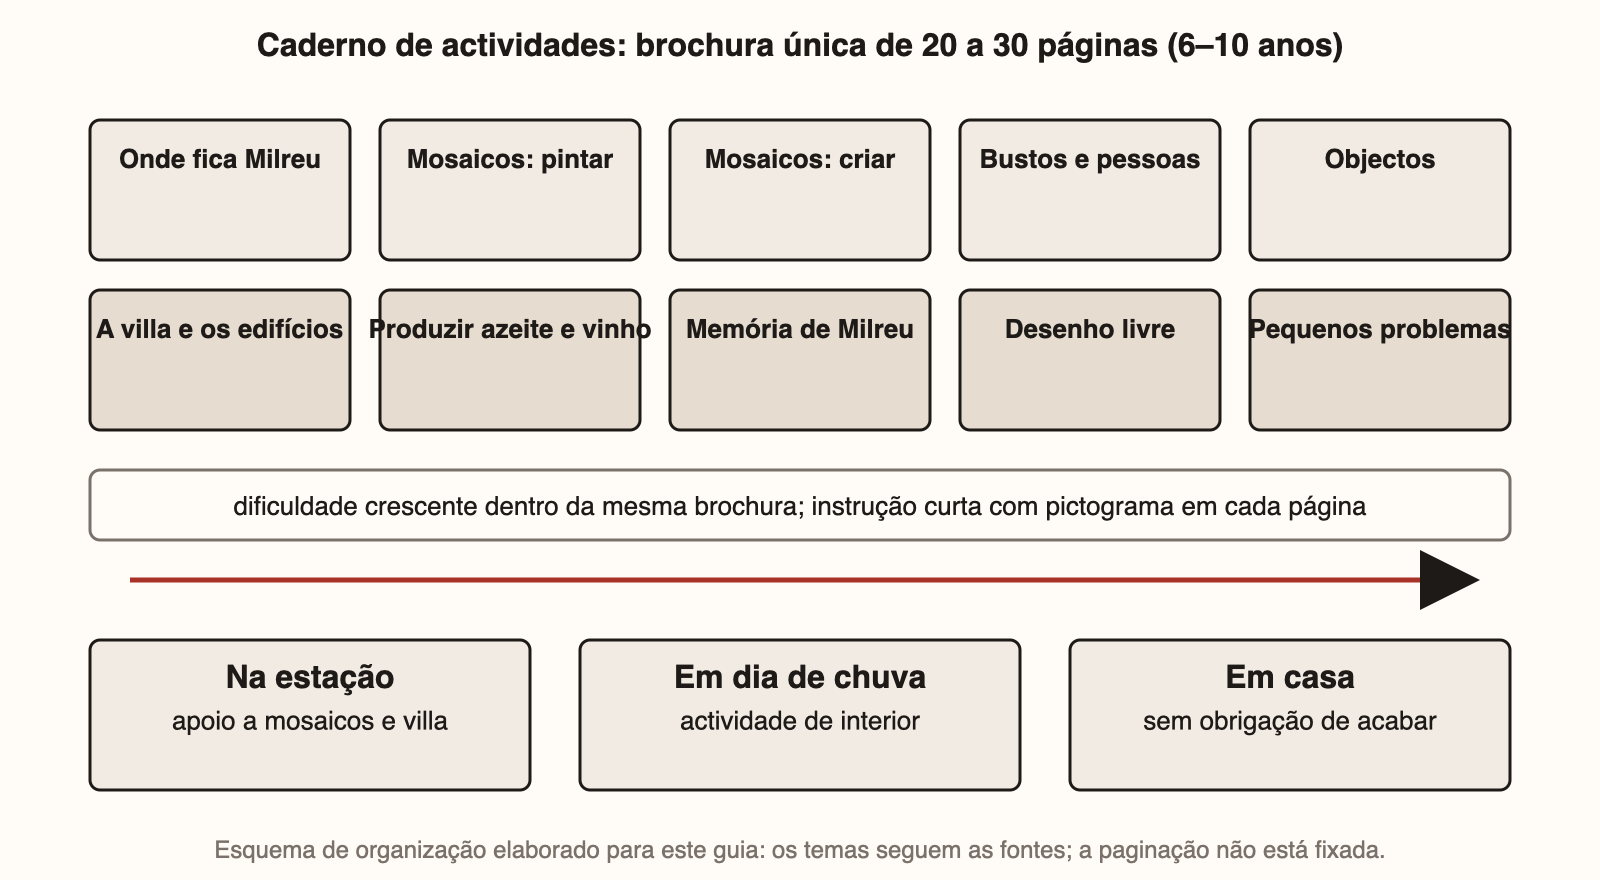 Caderno de actividades: brochura única de 20 a 30 páginas (6–10 anos)
Onde fica Milreu
Mosaicos: pintar
Mosaicos: criar
Bustos e pessoas
Objectos
A villa e os edifícios
Produzir azeite e vinho
Memória de Milreu
Desenho livre
Pequenos problemas
dificuldade crescente dentro da mesma brochura; instrução curta com pictograma em cada página
Na estação
apoio a mosaicos e villa
Em dia de chuva
actividade de interior
Em casa
sem obrigação de acabar
Esquema de organização elaborado para este guia: os temas seguem as fontes; a paginação não está fixada.